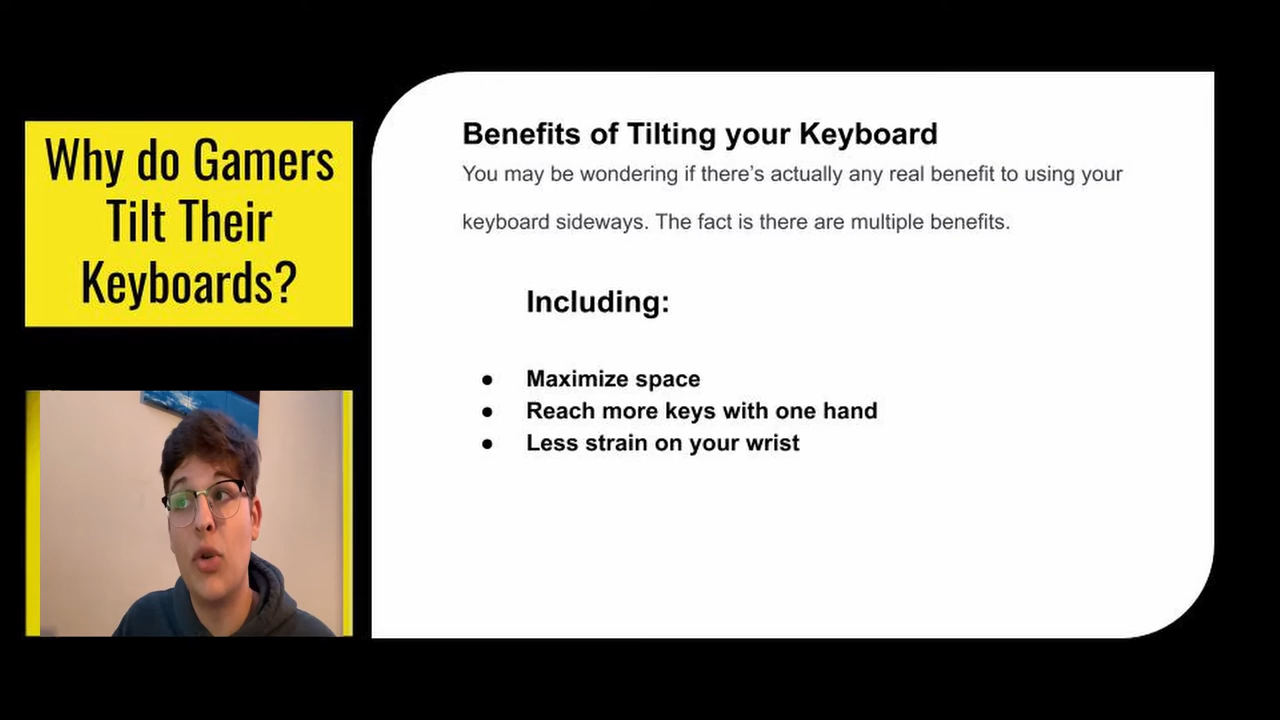 Why do Gamers
Tilt Their
Keyboards?
Benefits of Tilting your Keyboard
You may be wondering if there’s actually any real benefit to using your
keyboard sideways. The fact is there are multiple benefits.
Including:
● Maximize space
● Reach more keys with one hand
● Less strain on your wrist